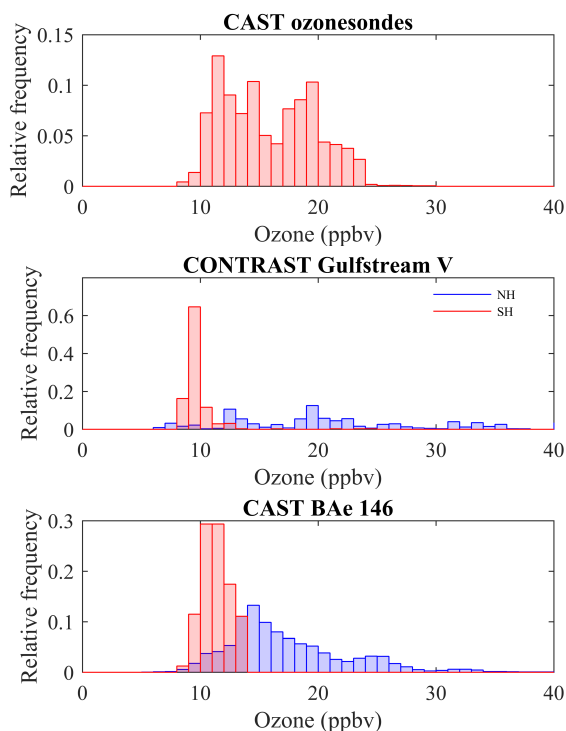 CAST ozonesondes
Relative frequency
0.15
0.1
0.05
0
0 10 20 30 40
Ozone (ppbv)
CONTRAST Gulfstream V
Relative frequency
0.6
0.4
0.2
0
NH
SH
0 10 20 30 40
Ozone (ppbv)
CAST BAe 146
Relative frequency
0.3
0.2
0.1
0
0 10 20 30 40
Ozone (ppbv)